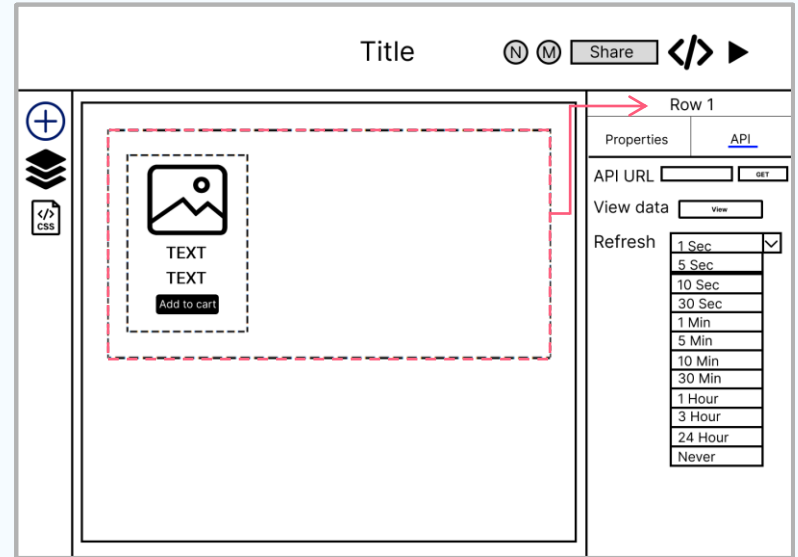 Title
N M Share </>
Row 1
Properties API
</>
CSS
API URL GET
View data View
Refresh 1 Sec
5 Sec
10 Sec
30 Sec
1 Min
5 Min
10 Min
30 Min
1 Hour
3 Hour
24 Hour
Never
TEXT
TEXT
Add to cart